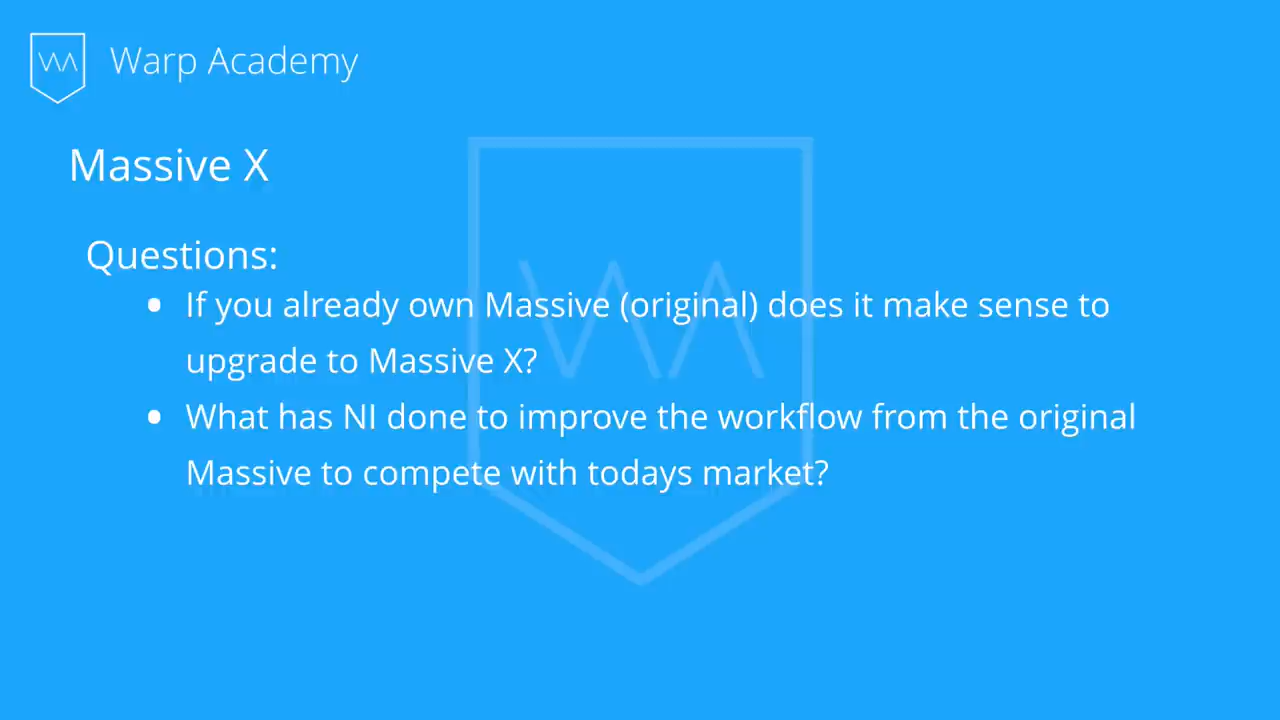 Warp Academy
Massive X
Questions:
• If you already own Massive (original) does it make sense to
upgrade to Massive X?
• What has NI done to improve the workflow from the original
Massive to compete with todays market?